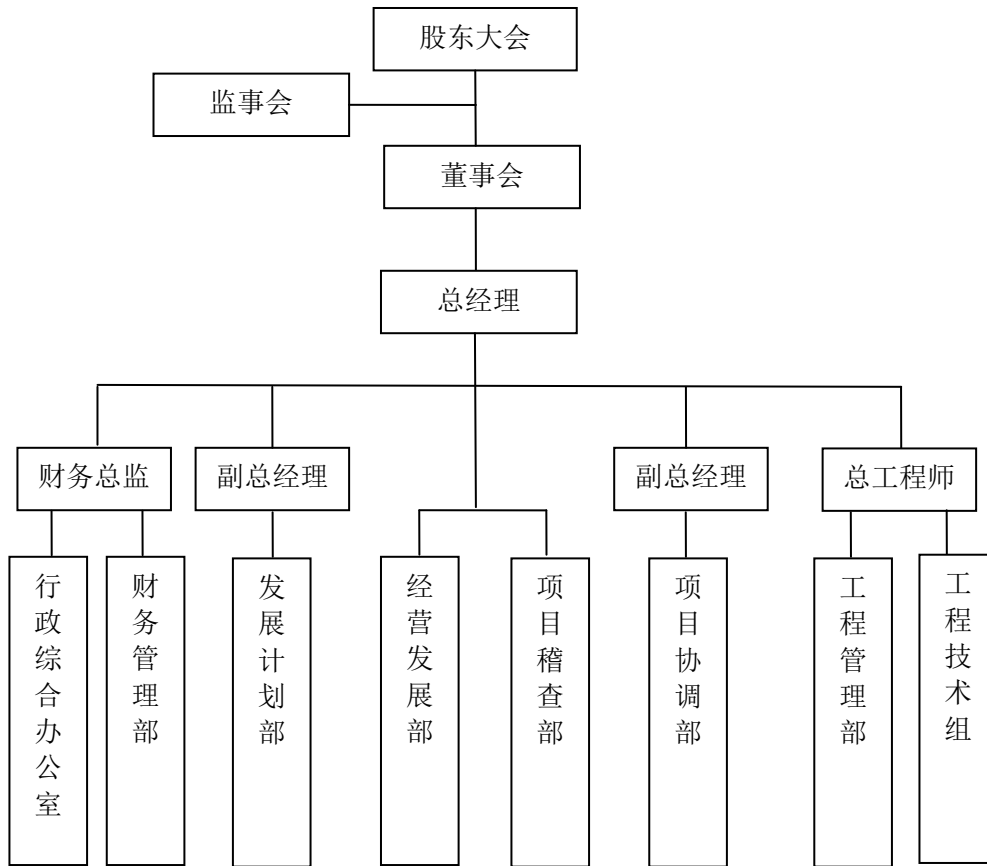 股东大会
监事会
董事会
总经理
财务总监
副总经理
副总经理
总工程师
行政综合办公室
财务管理部
发展计划部
经营发展部
项目稽查部
项目协调部
工程管理部
工程技术组